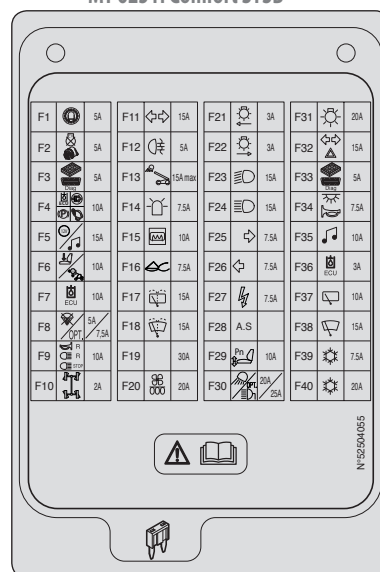 F1 5A F11 15A F21 3A F31 20A
F2 5A F12 5A F22 3A F32 15A
F3 Diag 5A F13 15A max F23 15A F33 Diag 5A
F4 ECU 10A F14 7.5A F24 15A F34 7.5A
F5 15A F15 10A F25 7.5A F35 10A
F6 10A F16 7.5A F26 7.5A F36 ECU 3A
F7 ECU 10A F17 15A F27 7.5A F37 10A
F8 OPT. 5A / 7,5A F18 15A F28 A.S F38 15A
F9 R R STOP 10A F19 30A F29 Pn 10A F39 7.5A
F10 2A F20 20A F30 20A / 25A F40 20A
N°52504055